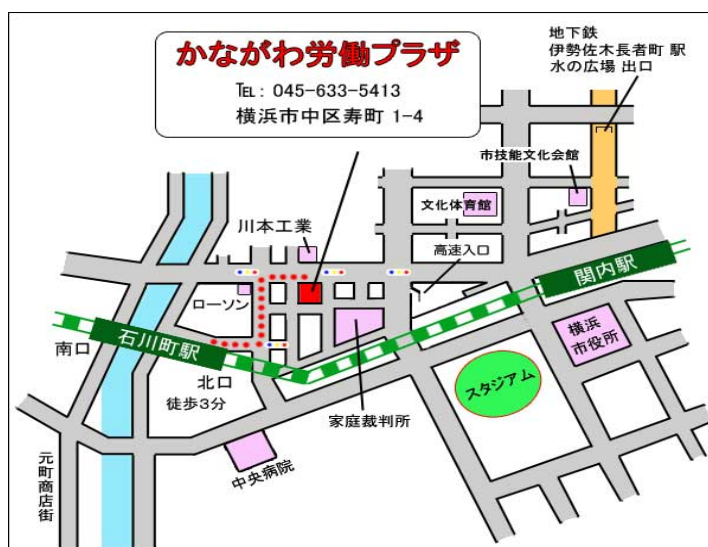 かながわ労働プラザ
TEL : 045-633-5413
横浜市中区寿町 1-4
地下鉄
伊勢佐木長者町 駅
水の広場 出口
市技能文化会館
文化体育館
川本工業
高速入口
関内駅
ローソン
石川町駅
南口
北口
徒歩3分
横浜
市役所
スタジアム
家庭裁判所
中央病院
元町商店街